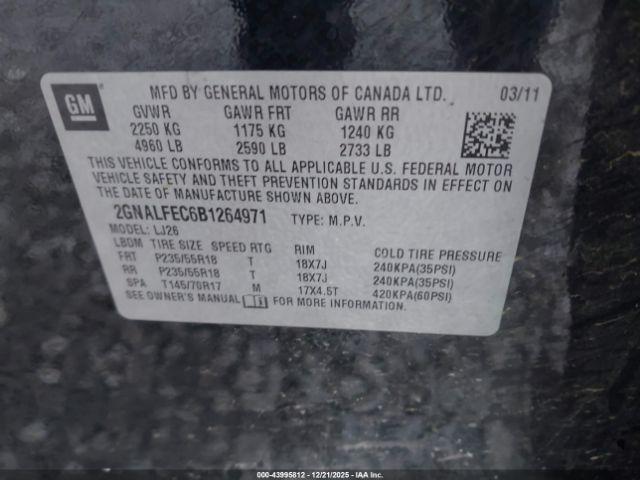 GM
MFD BY GENERAL MOTORS OF CANADA LTD. 03/11
GVWR GAWR FRT GAWR RR
2250 KG 1175 KG 1240 KG
4960 LB 2590 LB 2733 LB
THIS VEHICLE CONFORMS TO ALL APPLICABLE U.S. FEDERAL MOTOR
VEHICLE SAFETY AND THEFT PREVENTION STANDARDS IN EFFECT ON
THE DATE OF MANUFACTURE SHOWN ABOVE.
2GNALFEC6B1264971 TYPE: M.P.V.
MODEL: LJ26
LBDM TIRE SIZE SPEED RTG RIM COLD TIRE PRESSURE
FRT P235/55R18 T 18X7J 240KPA(35PSI)
RR P235/55R18 T 18X7J 240KPA(35PSI)
SPA T145/70R17 M 17X4.5T 420KPA(60PSI)
SEE OWNER'S MANUAL FOR MORE INFORMATION.
000-43995812 - 12/21/2025 - IAA Inc.